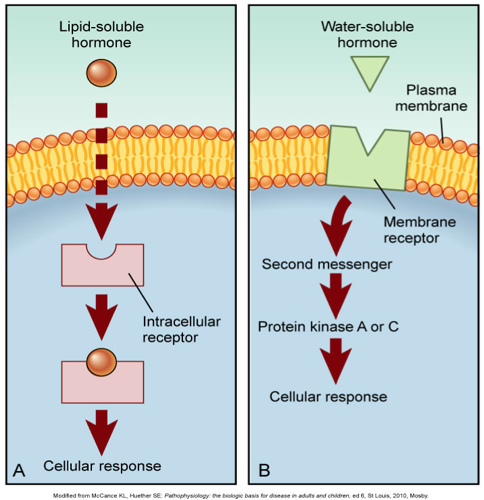 Lipid-soluble
hormone
Intracellular
receptor
Cellular response
A
Water-soluble
hormone
Plasma
membrane
Membrane
receptor
Second messenger
Protein kinase A or C
Cellular response
B
Modified from McCance KL, Huether SE: Pathophysiology: the biologic basis for disease in adults and children, ed 6, St Louis, 2010, Mosby.